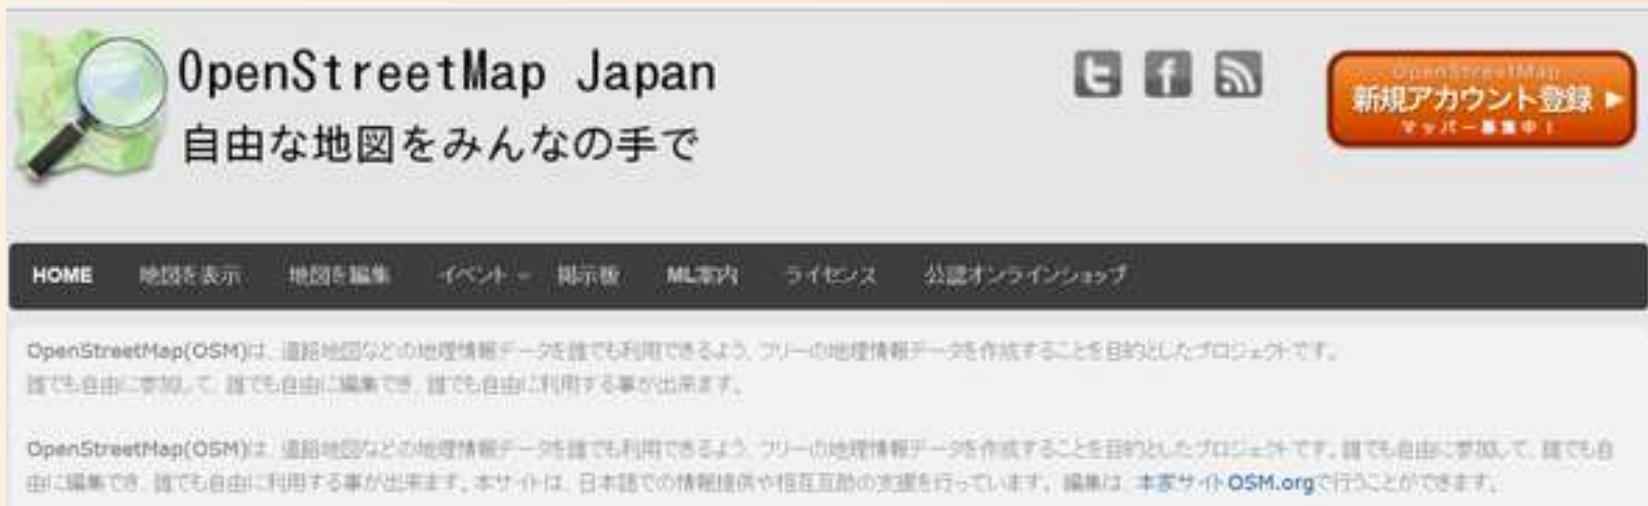 OpenStreetMap Japan
自由な地図をみんなの手で
OpenStreetMap
新規アカウント登録
マッパー募集中!
HOME 地図を表示 地図を編集 イベント 掲示板 ML案内 ライセンス 公認オンラインショップ
OpenStreetMap(OSM)は、道路地図などの地理情報データを誰でも利用できるよう、フリーの地理情報データを作成することを目的としたプロジェクトです。
誰でも自由に参加して、誰でも自由に編集でき、誰でも自由に利用する事が出来ます。
OpenStreetMap(OSM)は、道路地図などの地理情報データを誰でも利用できるよう、フリーの地理情報データを作成することを目的としたプロジェクトです。誰でも自由に参加して、誰でも自
由に編集でき、誰でも自由に利用する事が出来ます。本サイトは、日本語での情報提供や相互互助の支援を行っています。編集は、本家サイトOSM.orgで行うことができます。